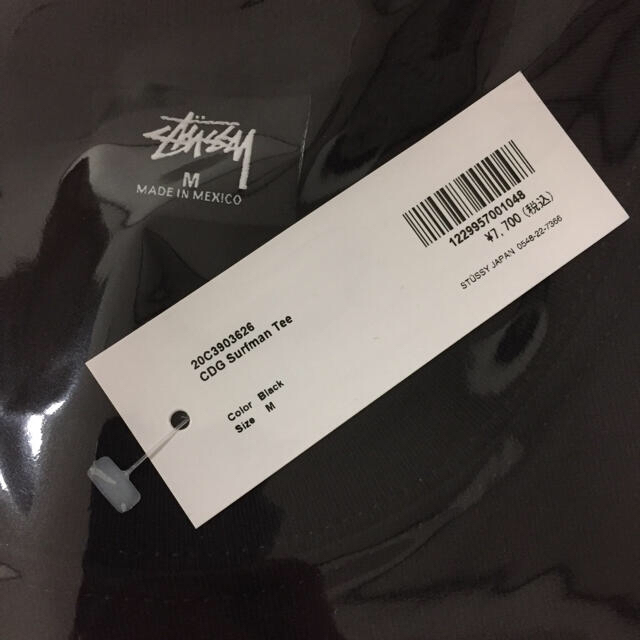 STÜSSY
M
MADE IN MEXICO
1229957001048
¥7,700(税込)
STÜSSY JAPAN 0548-22-7366
20C3903626
CDG Surfman Tee
Color Black
Size M